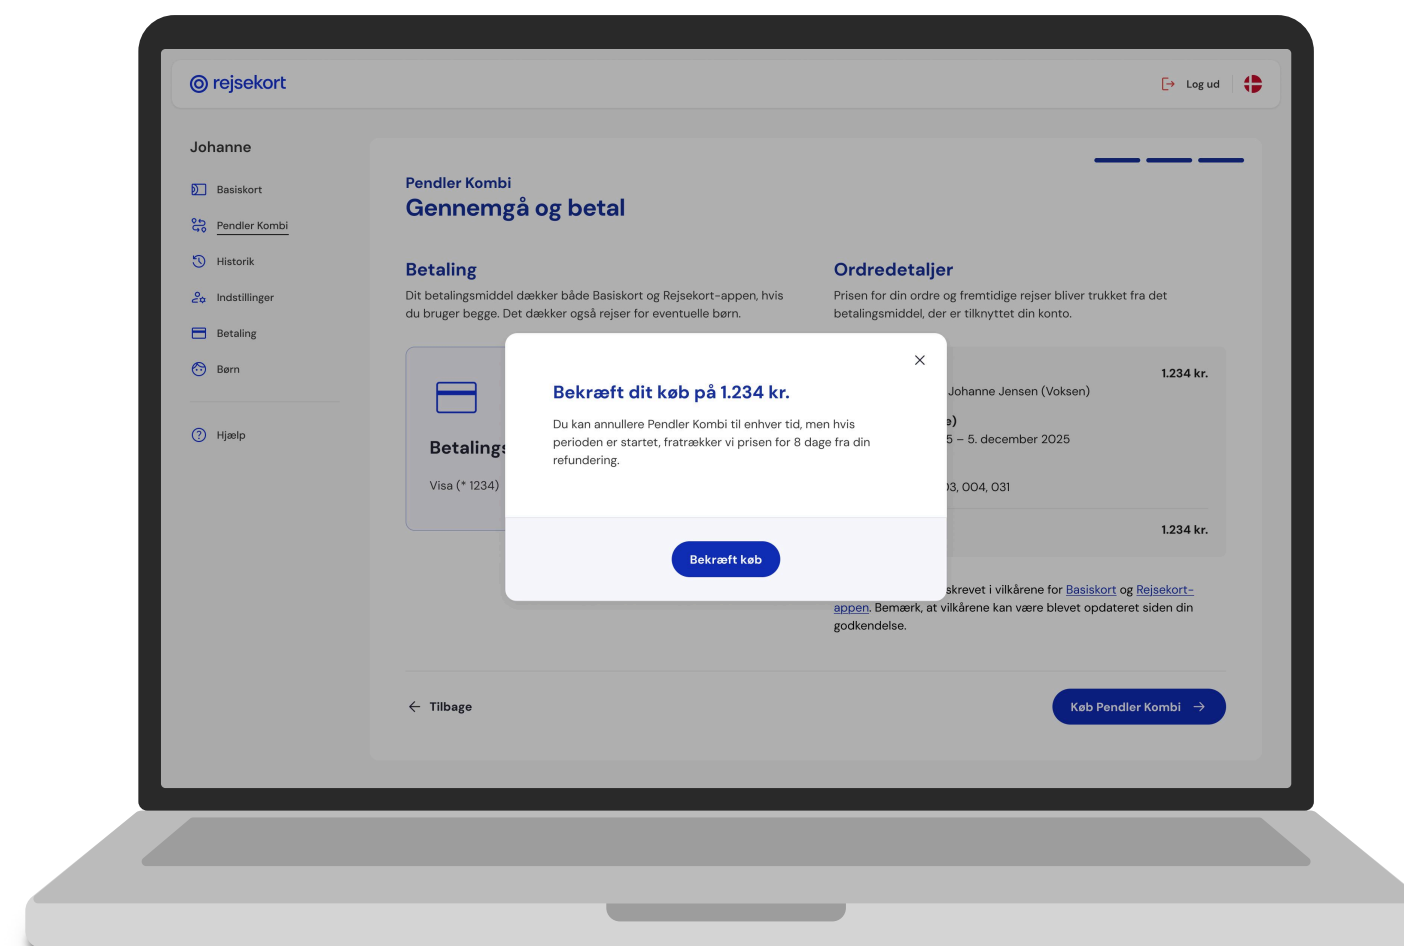 rejsekort
Log ud
Johanne
Basiskort
Pendler Kombi
Historik
Indstillinger
Betaling
Børn
Hjælp
Pendler Kombi
Gennemgå og betal
Betaling
Dit betalingsmiddel dækker både Basiskort og Rejsekort-appen, hvis
du bruger begge. Det dækker også rejser for eventuelle børn.
Visa (* 1234)
Ordredetaljer
Prisen for din ordre og fremtidige rejser bliver trukket fra det
betalingsmiddel, der er tilknyttet din konto.
1.234 kr.
Johanne Jensen (Voksen)
– 5. december 2025
004, 031
1.234 kr.
i vilkårene for Basiskort og Rejsekort-
appen. Bemærk, at vilkårene kan være blevet opdateret siden din
godkendelse.
Bekræft dit køb på 1.234 kr.
Du kan annullere Pendler Kombi til enhver tid, men hvis
perioden er startet, fratrækker vi prisen for 8 dage fra din
refundering.
Bekræft køb
Tilbage
Køb Pendler Kombi